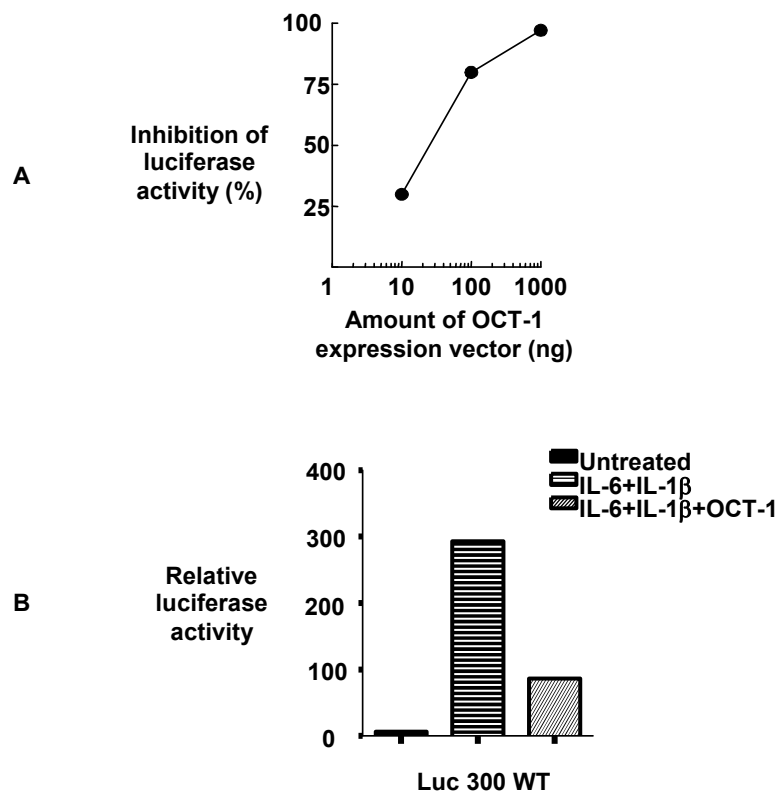 A
Inhibition of
luciferase
activity (%)
100
75
50
25
1
10
100
1000
Amount of OCT-1
expression vector (ng)
B
Relative
luciferase
activity
400
300
200
100
0
Untreated
IL-6+IL-1β
IL-6+IL-1β+OCT-1
Luc 300 WT